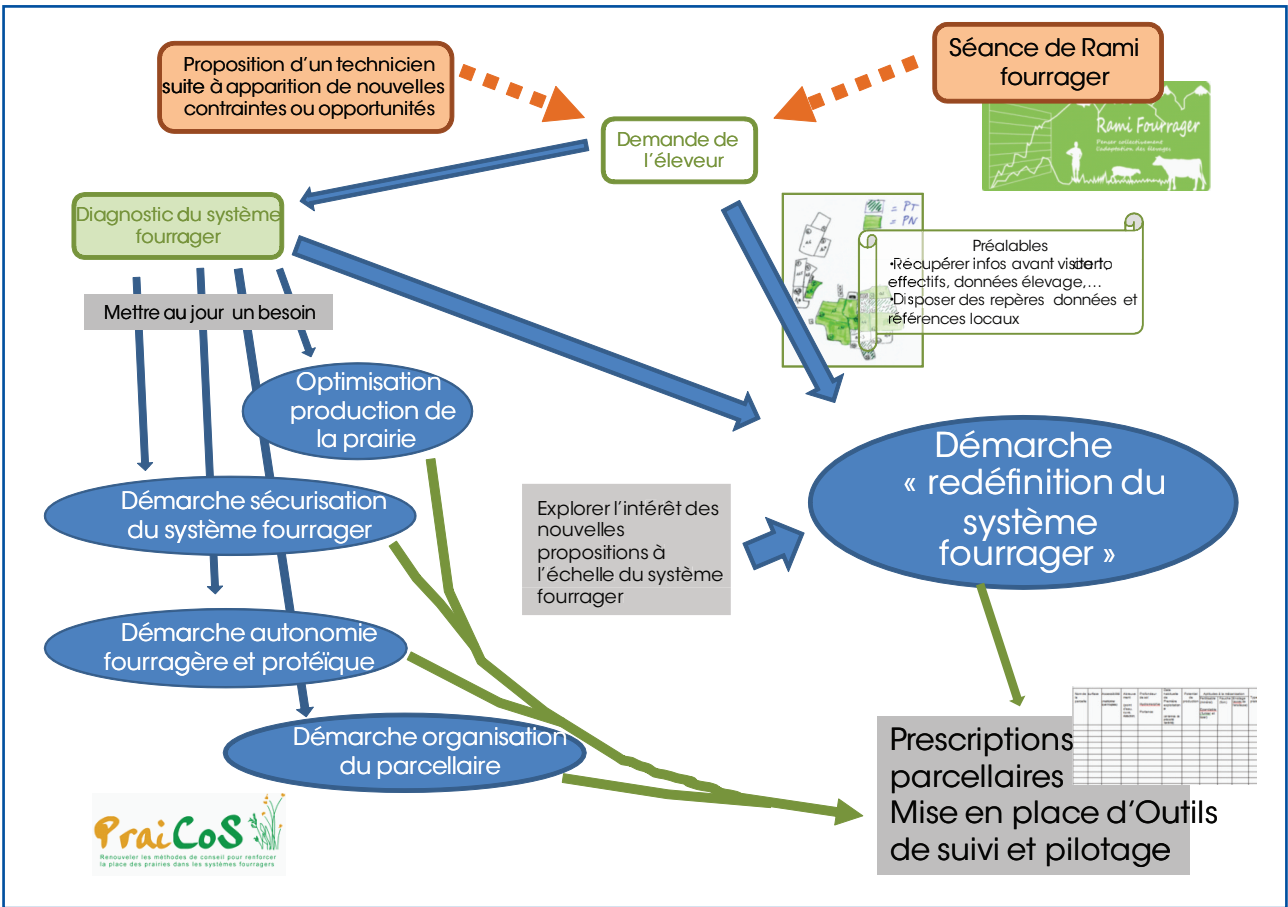 Proposition d'un technicien
suite à apparition de nouvelles
contraintes ou opportunités
Séance de Rami
fourrager
Rami Fourrager
Penser collectivement
l'adaptation des élevages
Demande de
l'éleveur
Diagnostic du système
fourrager
= PT
= PN
Préalables
•Récupérer infos avant visite
effectifs, données élevage,...
•Disposer des repères données et
références locaux
Mettre au jour un besoin
Optimisation
production de
la prairie
Démarche
« redéfinition du
système
fourrager »
Démarche sécurisation
du système fourrager
Explorer l'intérêt des
nouvelles
propositions à
l'échelle du système
fourrager
Démarche autonomie
fourragère et protéïque
Démarche organisation
du parcellaire
Prescriptions
parcellaires
Mise en place d'Outils
de suivi et pilotage
PraiCoS
Renouveler les méthodes de conseil pour renforcer
la place des prairies dans les systèmes fourragers